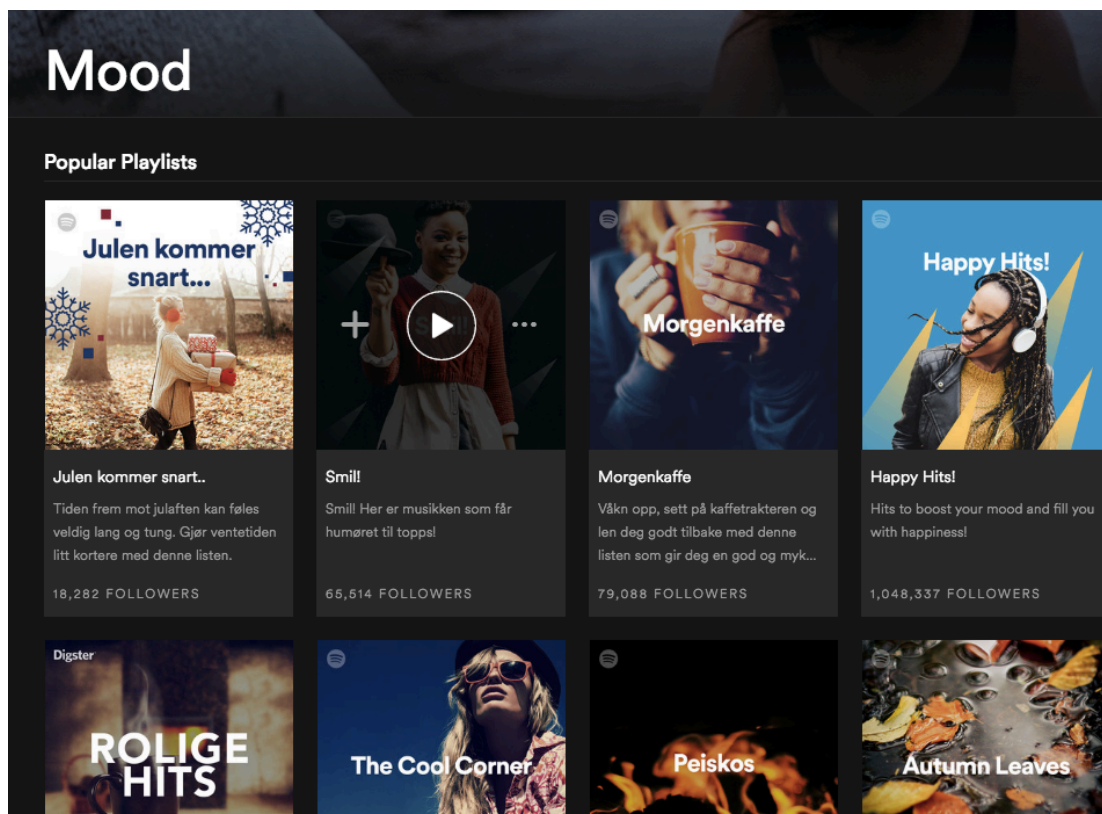 Mood
Popular Playlists
Julen kommer
snart...
Smil!
Morgenkaffe
Happy Hits!
Julen kommer snart..
Tiden frem mot julaften kan føles
veldig lang og tung. Gjør ventetiden
litt kortere med denne listen.
18,282 FOLLOWERS
Smil!
Smil! Her er musikken som får
humøret til topps!
65,514 FOLLOWERS
Morgenkaffe
Våkn opp, sett på kaffetrakteren og
len deg godt tilbake med denne
listen som gir deg en god og myk...
79,088 FOLLOWERS
Happy Hits!
Hits to boost your mood and fill you
with happiness!
1,048,337 FOLLOWERS
Digster
ROLIGE
HITS
The Cool Corner
Peiskos
Autumn Leaves